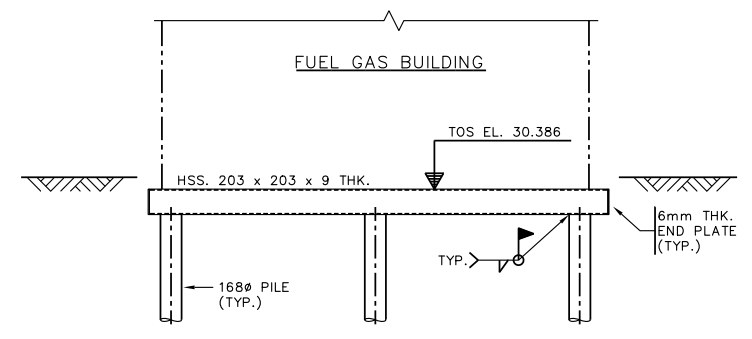 FUEL GAS BUILDING
TOS EL. 30.386
HSS. 203 x 203 x 9 THK.
6mm THK.
END PLATE
(TYP.)
TYP.
168ø PILE
(TYP.)